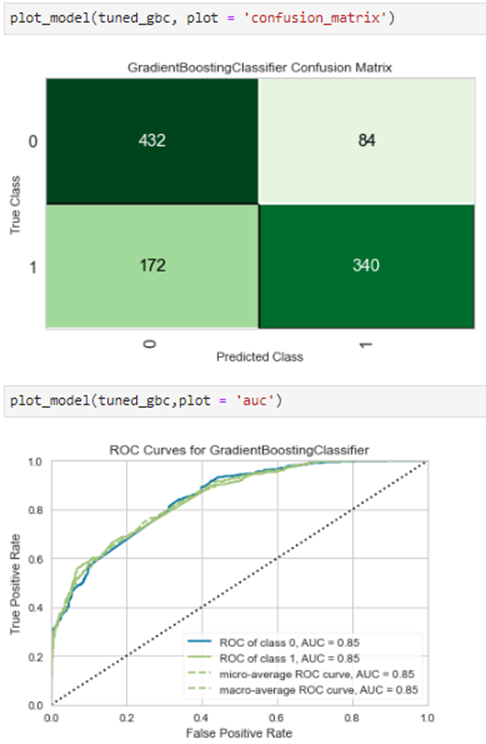 plot_model(tuned_gbc, plot = 'confusion_matrix')
GradientBoostingClassifier Confusion Matrix
True Class
0
432
84
1
172
340
0
1
Predicted Class
plot_model(tuned_gbc,plot = 'auc')
ROC Curves for GradientBoostingClassifier
True Positive Rate
1.0
0.8
0.6
0.4
0.2
0.0
ROC of class 0, AUC = 0.85
ROC of class 1, AUC = 0.85
micro-average ROC curve, AUC = 0.85
macro-average ROC curve, AUC = 0.85
0.0 0.2 0.4 0.6 0.8 1.0
False Positive Rate